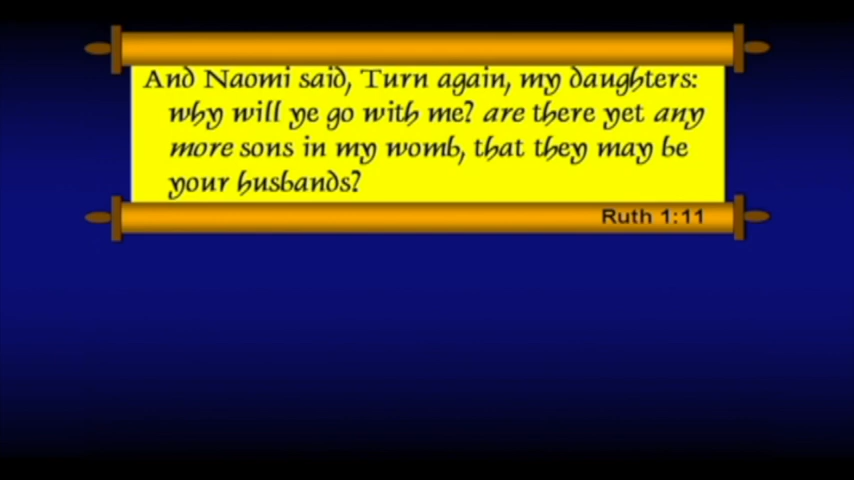 And Naomi said, Turn again, my daughters:
why will ye go with me? are there yet any
more sons in my womb, that they may be
your husbands?
Ruth 1:11